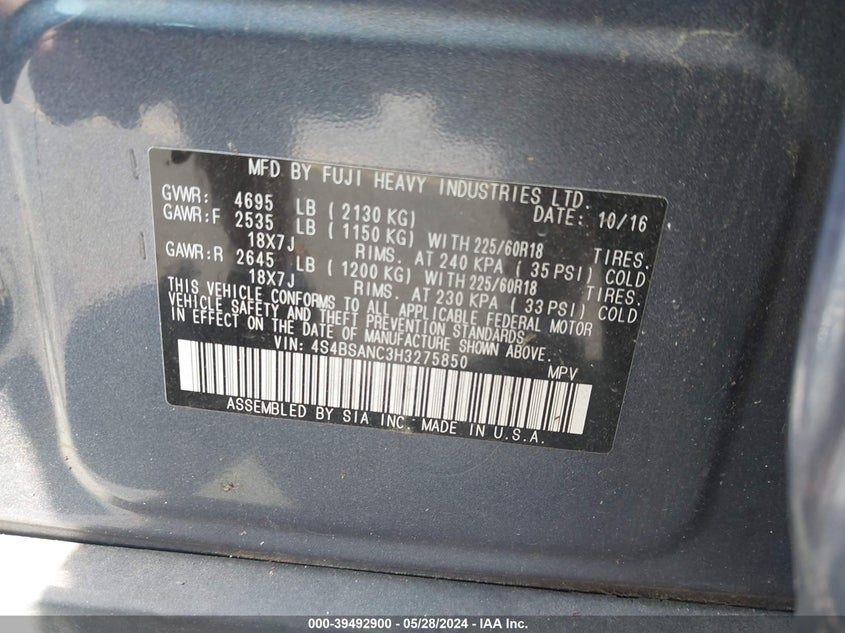 MFD BY FUJI HEAVY INDUSTRIES LTD.
GVWR: 4695 LB ( 2130 KG) DATE: 10/16
GAWR:F 2535 LB ( 1150 KG) WITH 225/60R18 TIRES.
18X7J RIMS. AT 240 KPA ( 35 PSI) COLD
GAWR:R 2645 LB ( 1200 KG) WITH 225/60R18 TIRES.
18X7J RIMS. AT 230 KPA ( 33 PSI) COLD
THIS VEHICLE CONFORMS TO ALL APPLICABLE FEDERAL MOTOR
VEHICLE SAFETY AND THEFT PREVENTION STANDARDS
IN EFFECT ON THE DATE OF MANUFACTURE SHOWN ABOVE.
VIN: 4S4BSANC3H3275850 MPV
ASSEMBLED BY SIA INC. MADE IN U.S.A.
000-39492900 - 05/28/2024 - IAA Inc.